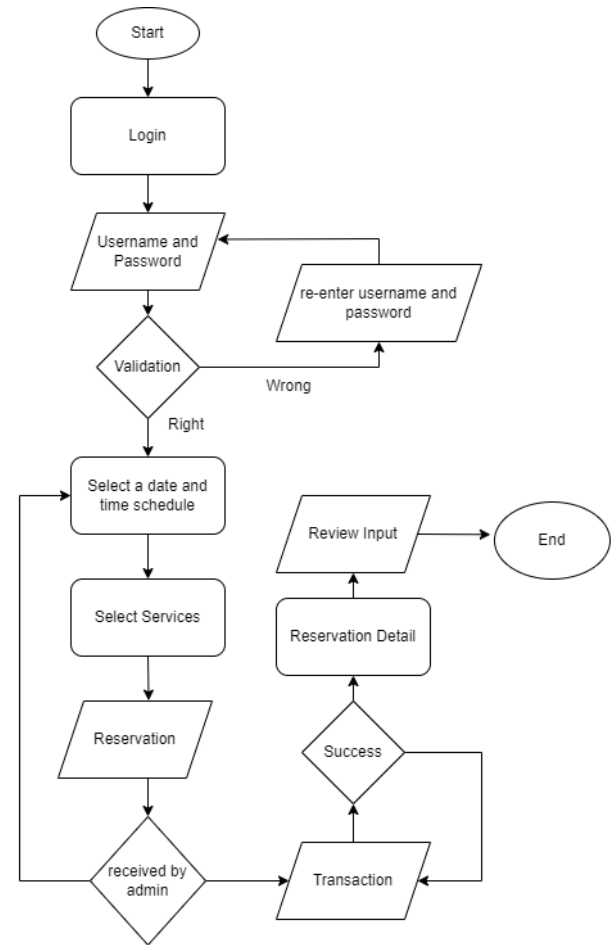 Start
Login
Username and
Password
re-enter username and
password
Validation
Wrong
Right
Select a date and
time schedule
Review Input
End
Select Services
Reservation Detail
Reservation
Success
received by
admin
Transaction